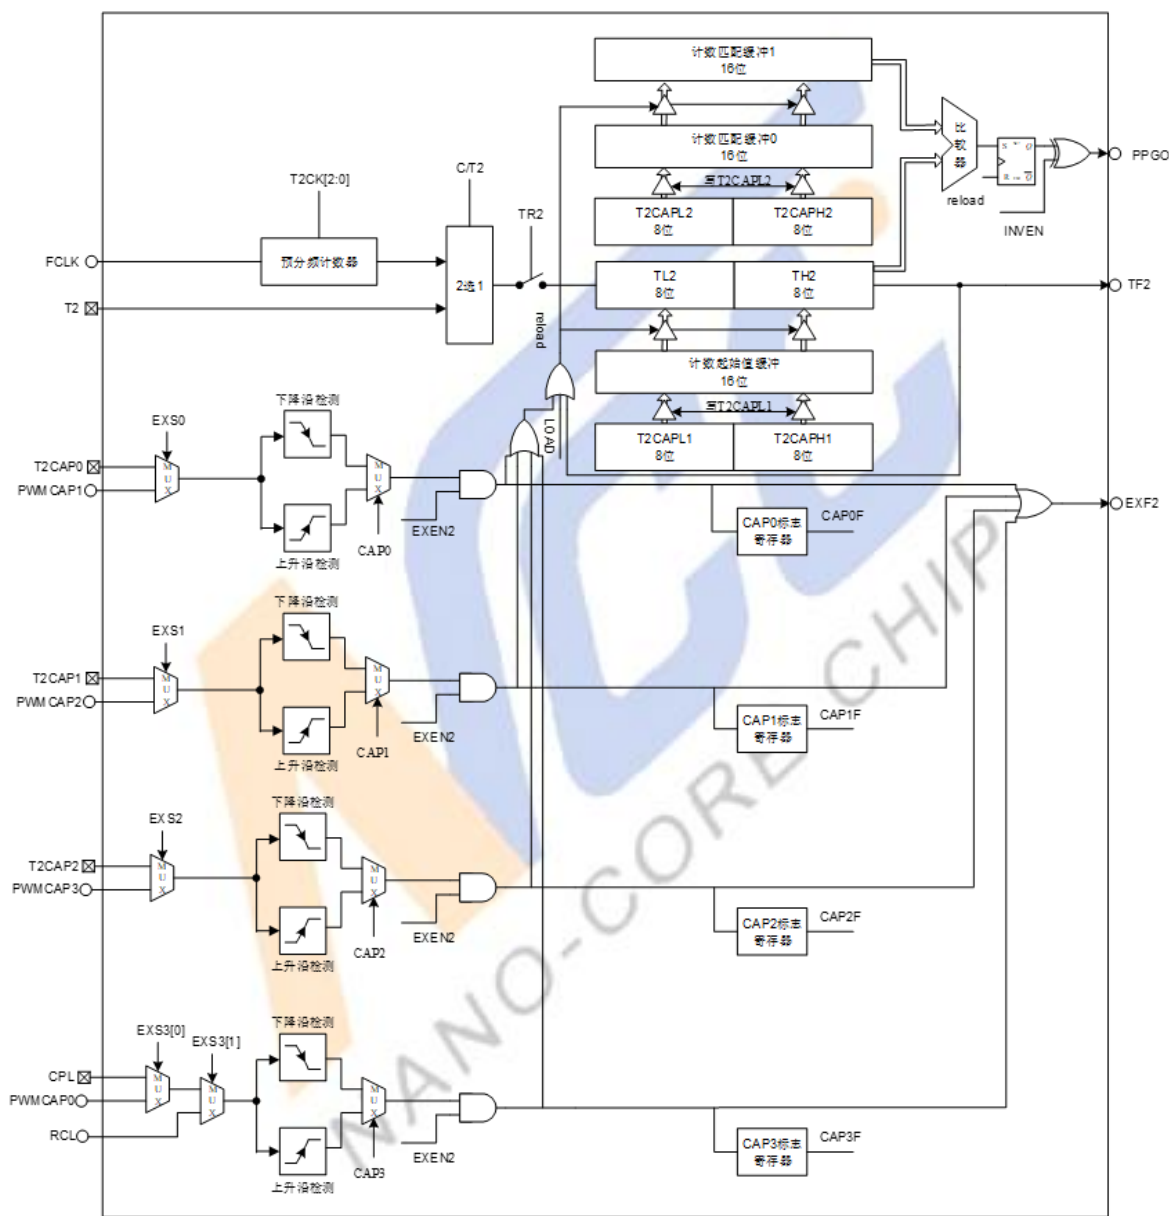 计数匹配缓冲1
16位
计数匹配缓冲0
16位
写T2CAPL2
T2CAPL2
8位
T2CAPH2
8位
比较器
S
Q
R
Q
reload
INVEN
PPGO
T2CK[2:0]
C/T2
TR2
FCLK
预分频计数器
T2
2选1
TL2
8位
TH2
8位
TF2
reload
计数起始值缓冲
16位
写T2CAPL1
T2CAPL1
8位
T2CAPH1
8位
LOAD
EXS0
下降沿检测
T2CAP0
PWMCAP1
MUX
MUX
上升沿检测
CAP0
EXEN2
CAP0标志
寄存器
CAP0F
EXF2
EXS1
下降沿检测
T2CAP1
PWMCAP2
MUX
MUX
上升沿检测
CAP1
EXEN2
CAP1标志
寄存器
CAP1F
EXS2
下降沿检测
T2CAP2
PWMCAP3
MUX
MUX
上升沿检测
CAP2
EXEN2
CAP2标志
寄存器
CAP2F
EXS3[0]
EXS3[1]
下降沿检测
CPL
PWMCAP0
RCL
MUX
MUX
MUX
上升沿检测
CAP3
EXEN2
CAP3标志
寄存器
CAP3F
NANO-CORE CHIP